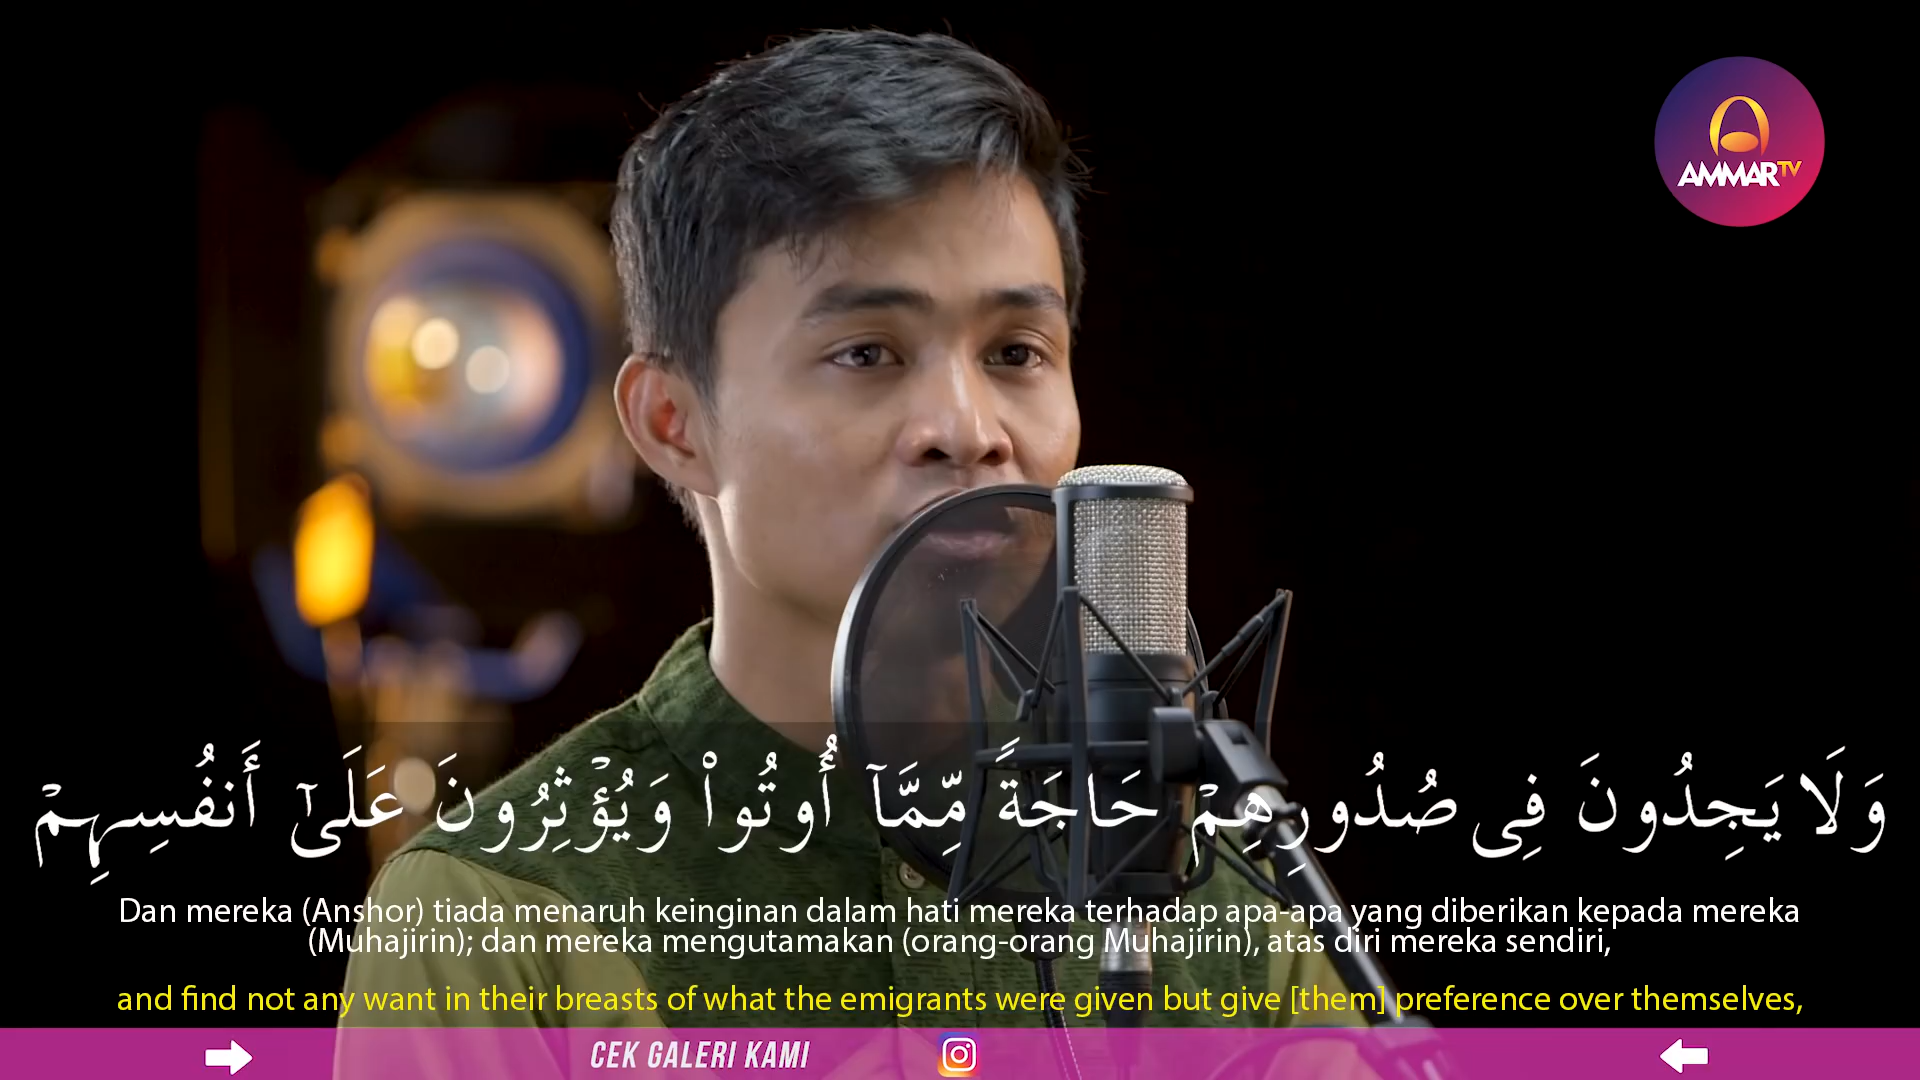 AMMARTV
وَلَا يَجِدُونَ فِى صُدُورِهِمْ حَاجَةً مِّمَّآ أُوتُوا۟ وَيُؤْثِرُونَ عَلَىٰٓ أَنفُسِهِمْ
Dan mereka (Anshor) tiada menaruh keinginan dalam hati mereka terhadap apa-apa yang diberikan kepada mereka
(Muhajirin); dan mereka mengutamakan (orang-orang Muhajirin), atas diri mereka sendiri,
and find not any want in their breasts of what the emigrants were given but give [them] preference over themselves,
CEK GALERI KAMI